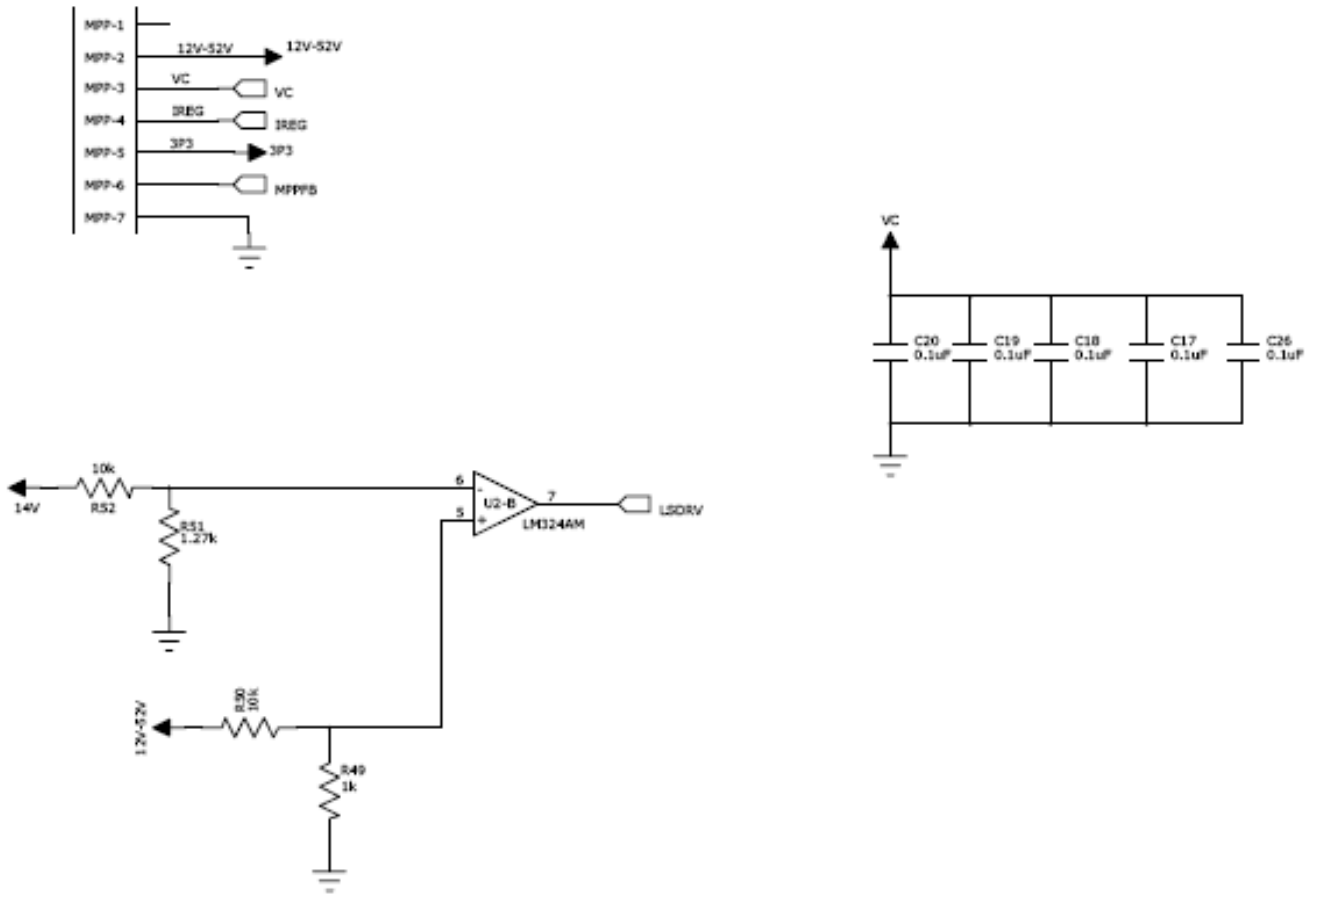 MPP-1
MPP-2
12V-52V
12V-52V
MPP-3
VC
VC
MPP-4
IREG
IREG
MPP-5
3P3
3P3
MPP-6
MPPFB
MPP-7
VC
C20
0.1uF
C19
0.1uF
C18
0.1uF
C17
0.1uF
C26
0.1uF
10k
R52
14V
R51
1.27k
6
-
U2-B
5
+
7
LM324AM
LSDRV
12V-52V
R50
10k
R49
1k